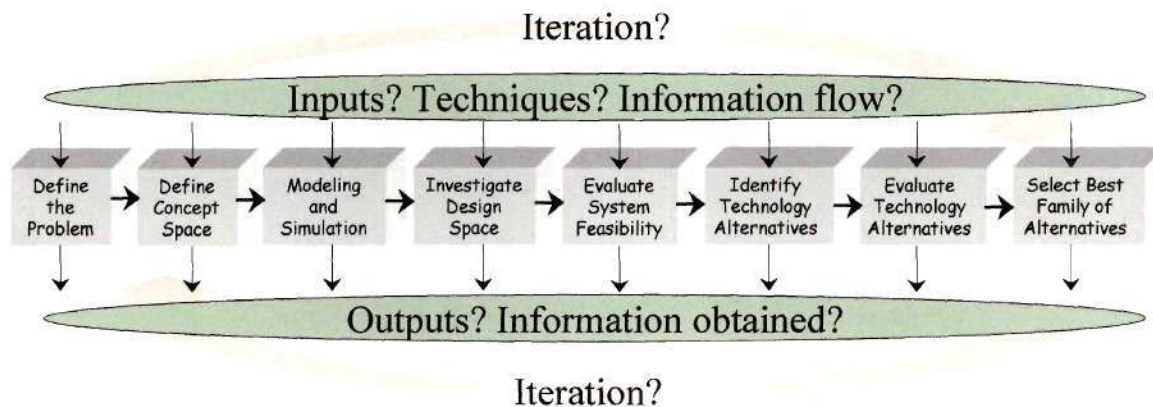 Iteration?
Inputs? Techniques? Information flow?
Define
the
Problem
Define
Concept
Space
Modeling
and
Simulation
Investigate
Design
Space
Evaluate
System
Feasibility
Identify
Technology
Alternatives
Evaluate
Technology
Alternatives
Select Best
Family of
Alternatives
Outputs? Information obtained?
Iteration?